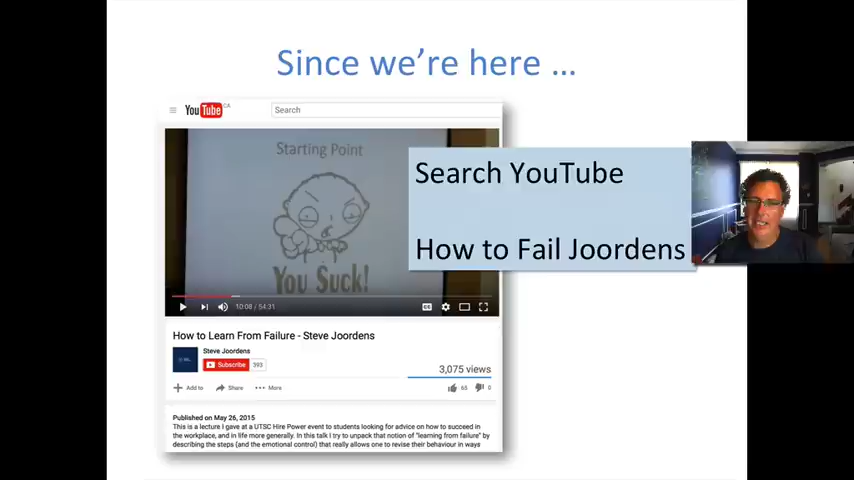 Since we're here …
YouTube CA
Search
Starting Point
You Suck!
Search YouTube
How to Fail Joordens
10:08 / 54:31
CC
How to Learn From Failure - Steve Joordens
Steve Joordens
Subscribe 393
3,075 views
Add to Share More
65 0
Published on May 26, 2015
This is a lecture I gave at a UTSC Hire Power event to students looking for advice on how to succeed in
the workplace, and in life more generally. In this talk I try to unpack that notion of "learning from failure" by
describing the steps (and the emotional control) that really allows one to revise their behaviour in ways